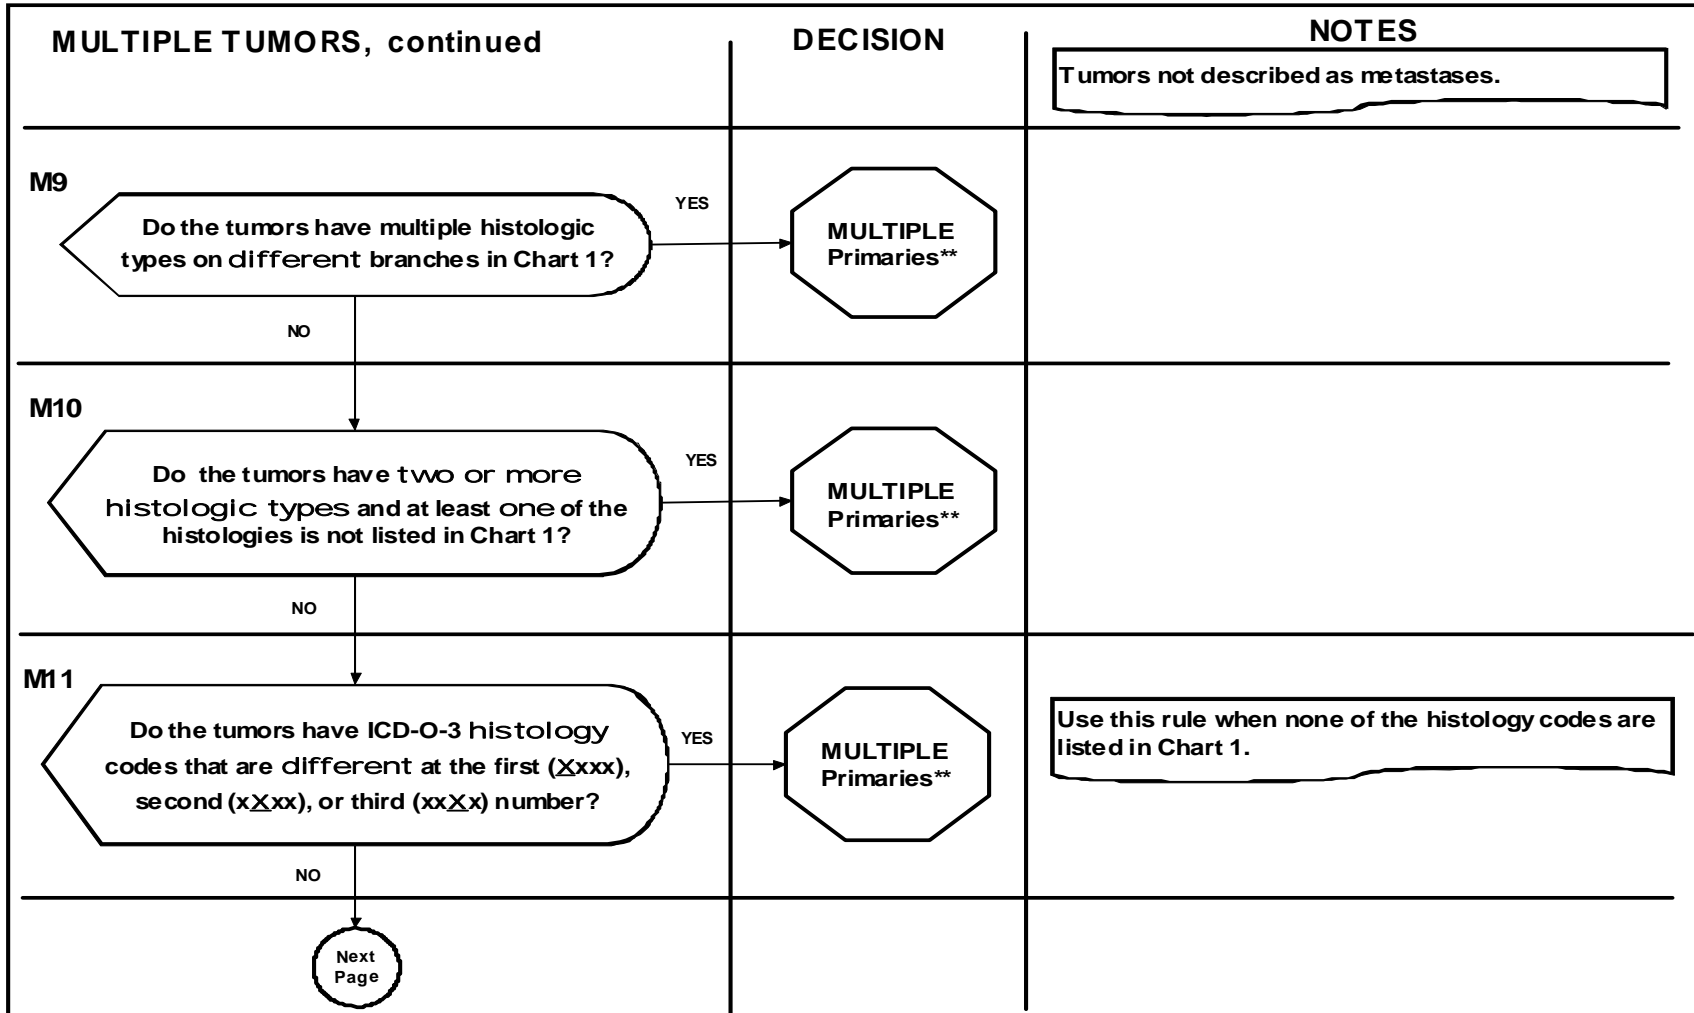 MULTIPLE TUMORS, continued
DECISION
NOTES
Tumors not described as metastases.
M9
Do the tumors have multiple histologic
types on different branches in Chart 1?
YES
MULTIPLE
Primaries**
NO
M10
Do the tumors have two or more
histologic types and at least one of the
histologies is not listed in Chart 1?
YES
MULTIPLE
Primaries**
NO
M11
Do the tumors have ICD-O-3 histology
codes that are different at the first (Xxxx),
second (xXxx), or third (xxXx) number?
YES
MULTIPLE
Primaries**
Use this rule when none of the histology codes are
listed in Chart 1.
NO
Next
Page